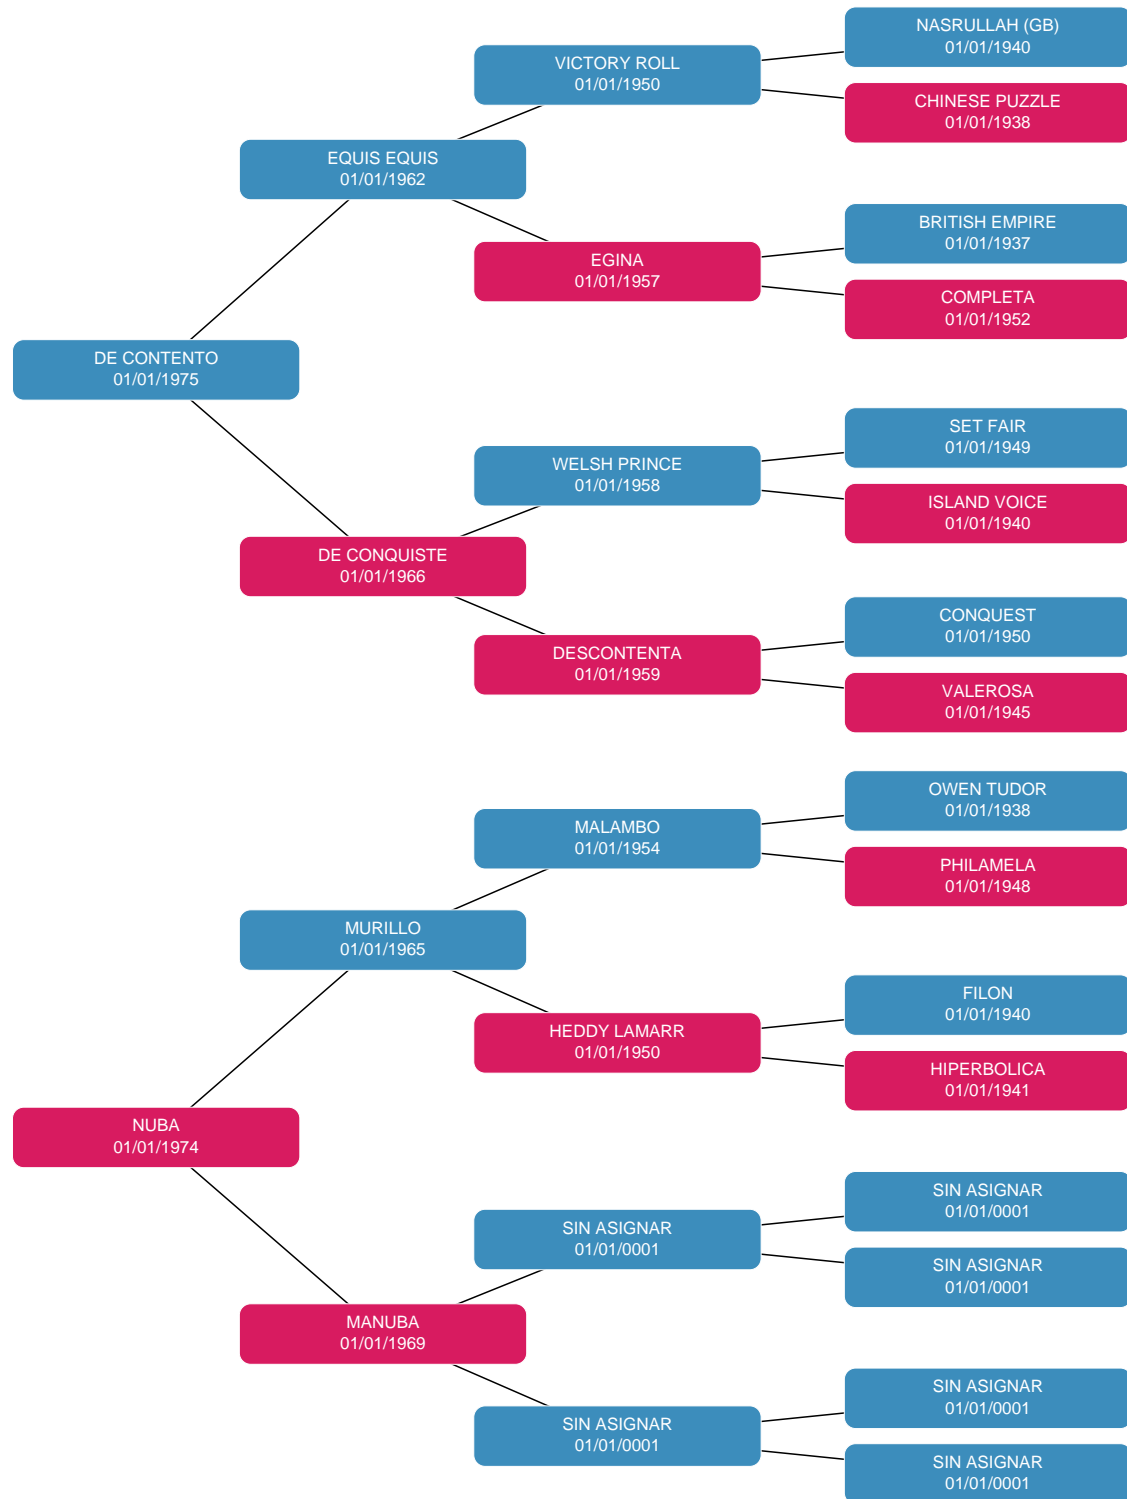 NASRULLAH (GB)
01/01/1940
VICTORY ROLL
01/01/1950
CHINESE PUZZLE
01/01/1938
EQUIS EQUIS
01/01/1962
BRITISH EMPIRE
01/01/1937
EGINA
01/01/1957
COMPLETA
01/01/1952
DE CONTENTO
01/01/1975
SET FAIR
01/01/1949
WELSH PRINCE
01/01/1958
ISLAND VOICE
01/01/1940
DE CONQUISTE
01/01/1966
CONQUEST
01/01/1950
DESCONTENTA
01/01/1959
VALEROSA
01/01/1945
OWEN TUDOR
01/01/1938
MALAMBO
01/01/1954
PHILAMELA
01/01/1948
MURILLO
01/01/1965
FILON
01/01/1940
HEDDY LAMARR
01/01/1950
HIPERBOLICA
01/01/1941
NUBA
01/01/1974
SIN ASIGNAR
01/01/0001
SIN ASIGNAR
01/01/0001
SIN ASIGNAR
01/01/0001
MANUBA
01/01/1969
SIN ASIGNAR
01/01/0001
SIN ASIGNAR
01/01/0001
SIN ASIGNAR
01/01/0001